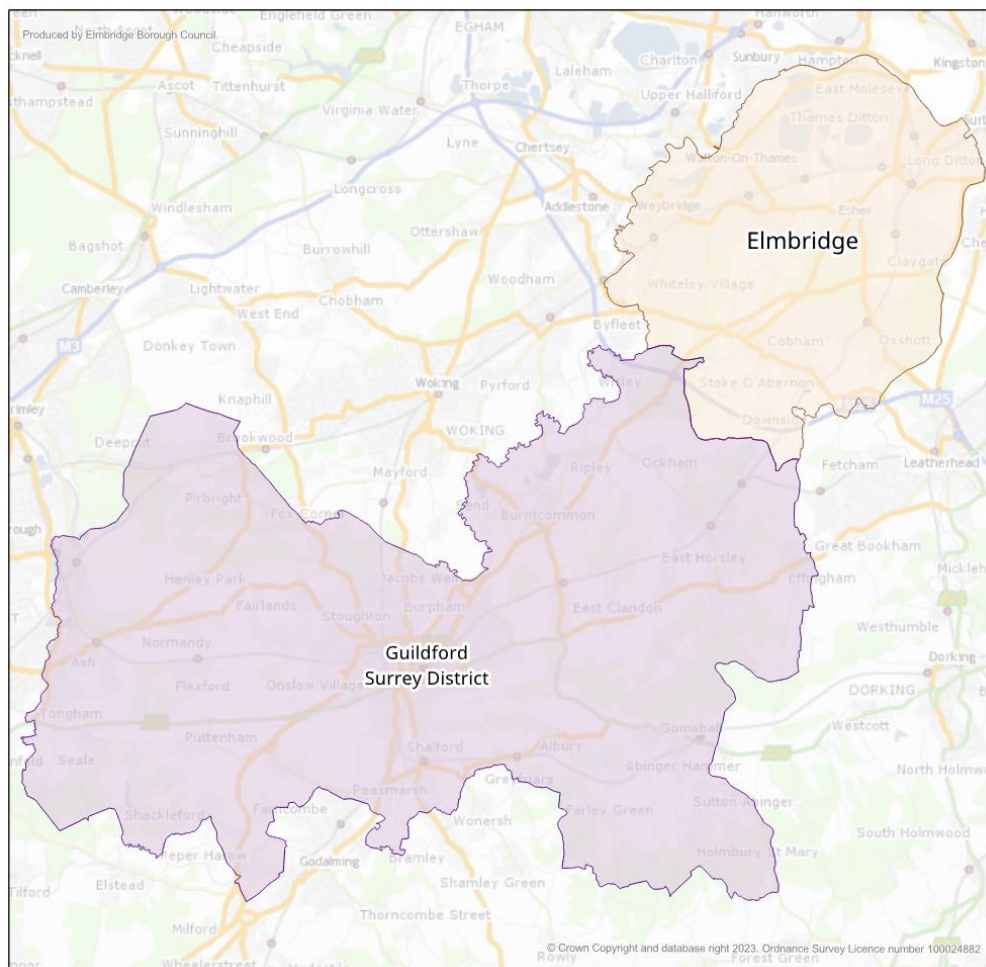 Produced by Elmbridge Borough Council
EGHAM
Cheapside
Ascot
Tittenhurst
Thorpe
Laleham
Charlton
Sunbury
Hampton
Kingston
Upper Halliford
East Molesey
Virginia Water
Sunninghill
Lyne
Chertsey
Thames Ditton
Walton-On-Thames
Long Ditton
Longcross
Addlestone
Weybridge
Windlesham
Ottershaw
Esher
Elmbridge
Bagshot
Burrowhill
Claygate
Camberley
Lightwater
Chobham
Woodham
Whiteley Village
West End
Byfleet
M3
Donkey Town
Cobham
Oxshott
Woking
Pyrford
Wisley
Stoke D'Abernon
Knaphill
M25
Deepcut
Brookwood
WOKING
Downside
Mayford
Ripley
Ockham
Fetcham
Leatherhead
Pirbright
Send
Fox Corner
Burntcommon
Great Bookham
East Horsley
Henley Park
Jacobs Well
Effingham
Fairlands
Stoughton
Burpham
East Clandon
Westhumble
Normandy
Ash
Guildford
Surrey District
Dorking
Flexford
Onslow Village
DORKING
Tongham
Westcott
Puttenham
Gomshall
Seale
Shalford
Albury
Abinger Hammer
North Holmw
Peasmarsh
Greyfriars
Shackleford
Farncombe
Farley Green
Sutton Abinger
Wonersh
South Holmwood
Peper Harow
Godalming
Bramley
Holmbury St Mary
Tilford
Elstead
Shamley Green
Thorncombe Street
Milford
© Crown Copyright and database right 2023. Ordnance Survey Licence number 100024882
Wheelerstreet
Rowly
Forest Green